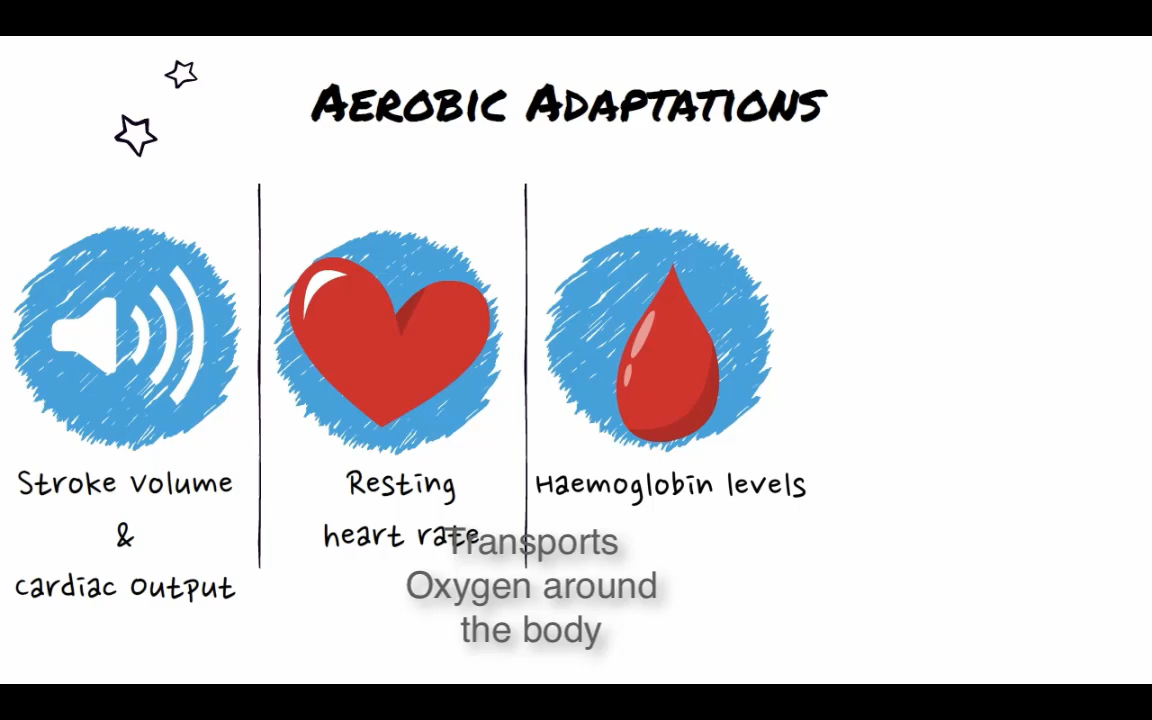 Aerobic Adaptations
Stroke volume
&
cardiac output
Resting
heart rate
Haemoglobin levels
Transports
Oxygen around
the body